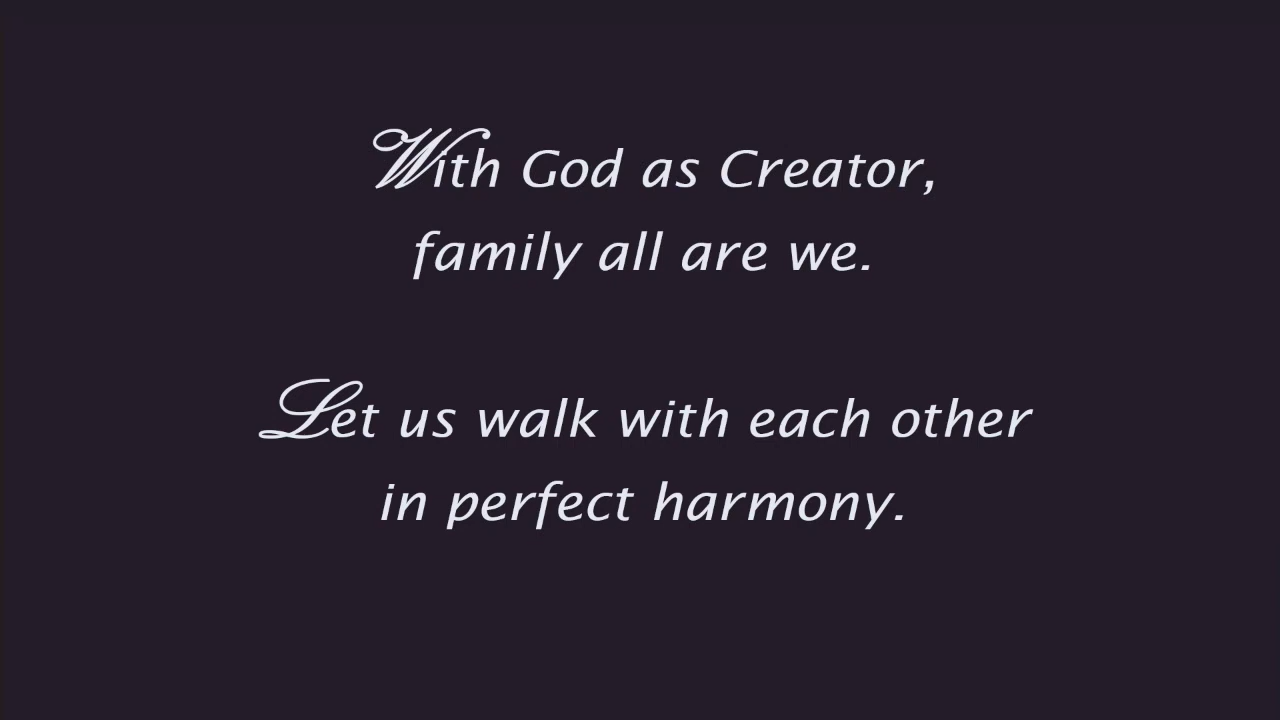 With God as Creator,
family all are we.
Let us walk with each other
in perfect harmony.